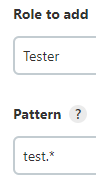 Role to add
Tester
Pattern ?
test.*